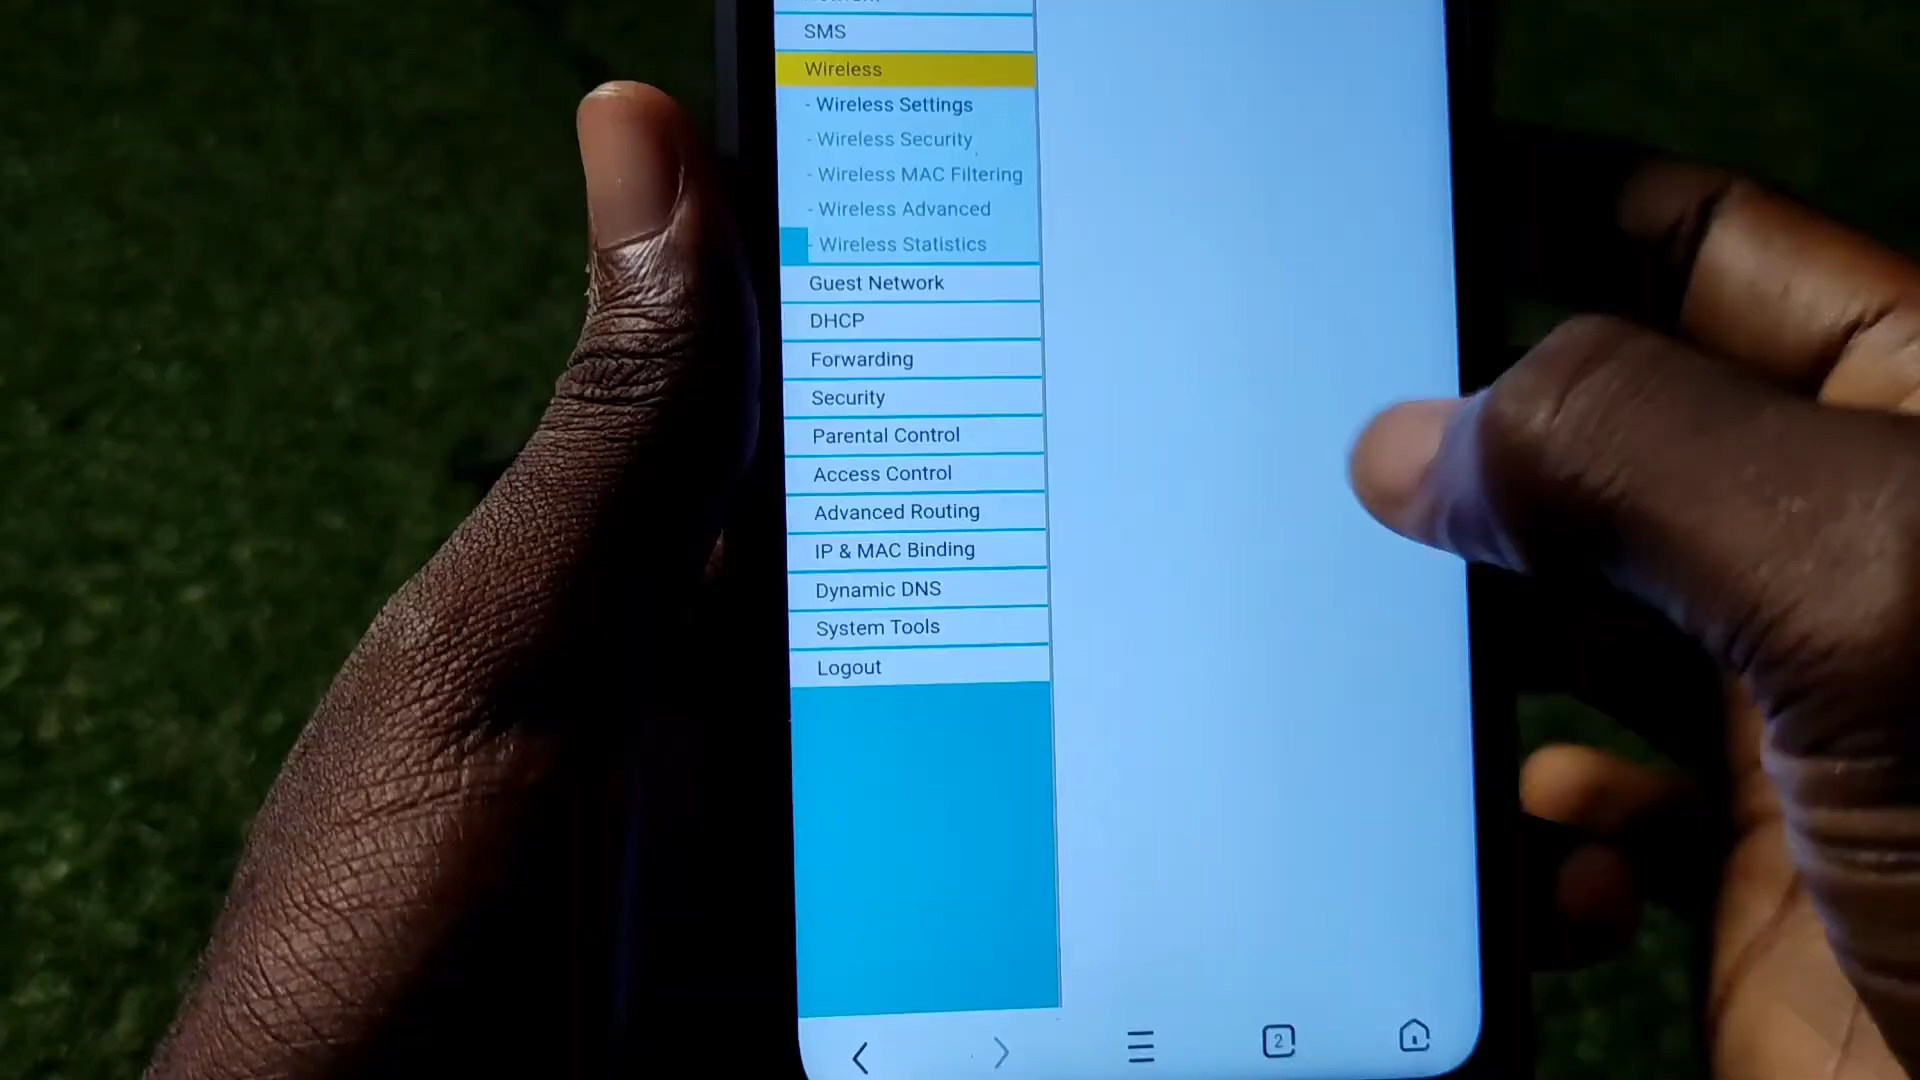 SMS
Wireless
- Wireless Settings
- Wireless Security
- Wireless MAC Filtering
- Wireless Advanced
- Wireless Statistics
Guest Network
DHCP
Forwarding
Security
Parental Control
Access Control
Advanced Routing
IP & MAC Binding
Dynamic DNS
System Tools
Logout
2